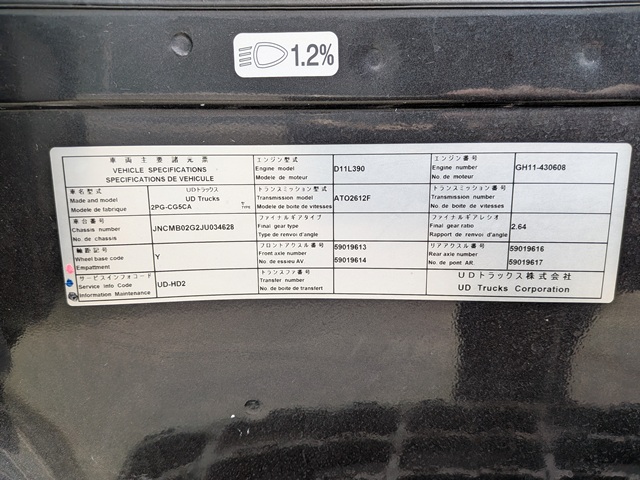 1.2%
車両主要諸元票
VEHICLE SPECIFICATIONS
SPECIFICATIONS DE VEHICULE
エンジン型式
Engine model
Modele de moteur
D11L390
エンジン番号
Engine number
No. de moteur
GH11-430608
車名型式
Made and model
Modele de fabrique
UDトラックス
UD Trucks
2PG-CG5CA
TYPE
トランスミッション型式
Transmission model
Modele de boite de vitesses
ATO2612F
トランスミッション番号
Transmission number
No. de boite de vitesses
車台番号
Chassis number
No. de chassis
JNCMB02G2JU034628
ファイナルギアタイプ
Final gear type
Type de renvoi d'angle
ファイナルギアレシオ
Final gear ratio
Rapport de renvoi d'angle
2.64
軸距記号
Wheel base code
Empattment
Y
フロントアクスル番号
Front axle number
No. de essieu AV.
59019613
59019614
リアアクスル番号
Rear axle number
No. de pont AR.
59019616
59019617
サービスインフォコード
Service info Code
Information Maintenance
UD-HD2
トランスファ番号
Transfer number
No. de boite de transfert
UDトラックス株式会社
UD Trucks Corporation